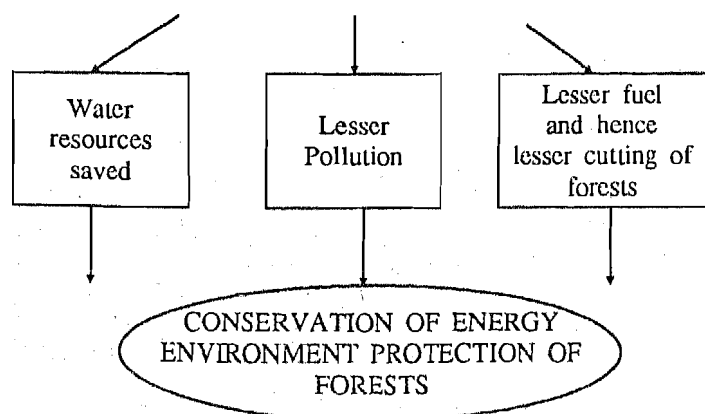 Water
resources
saved
Lesser
Pollution
Lesser fuel
and hence
lesser cutting of
forests
CONSERVATION OF ENERGY
ENVIRONMENT PROTECTION OF
FORESTS